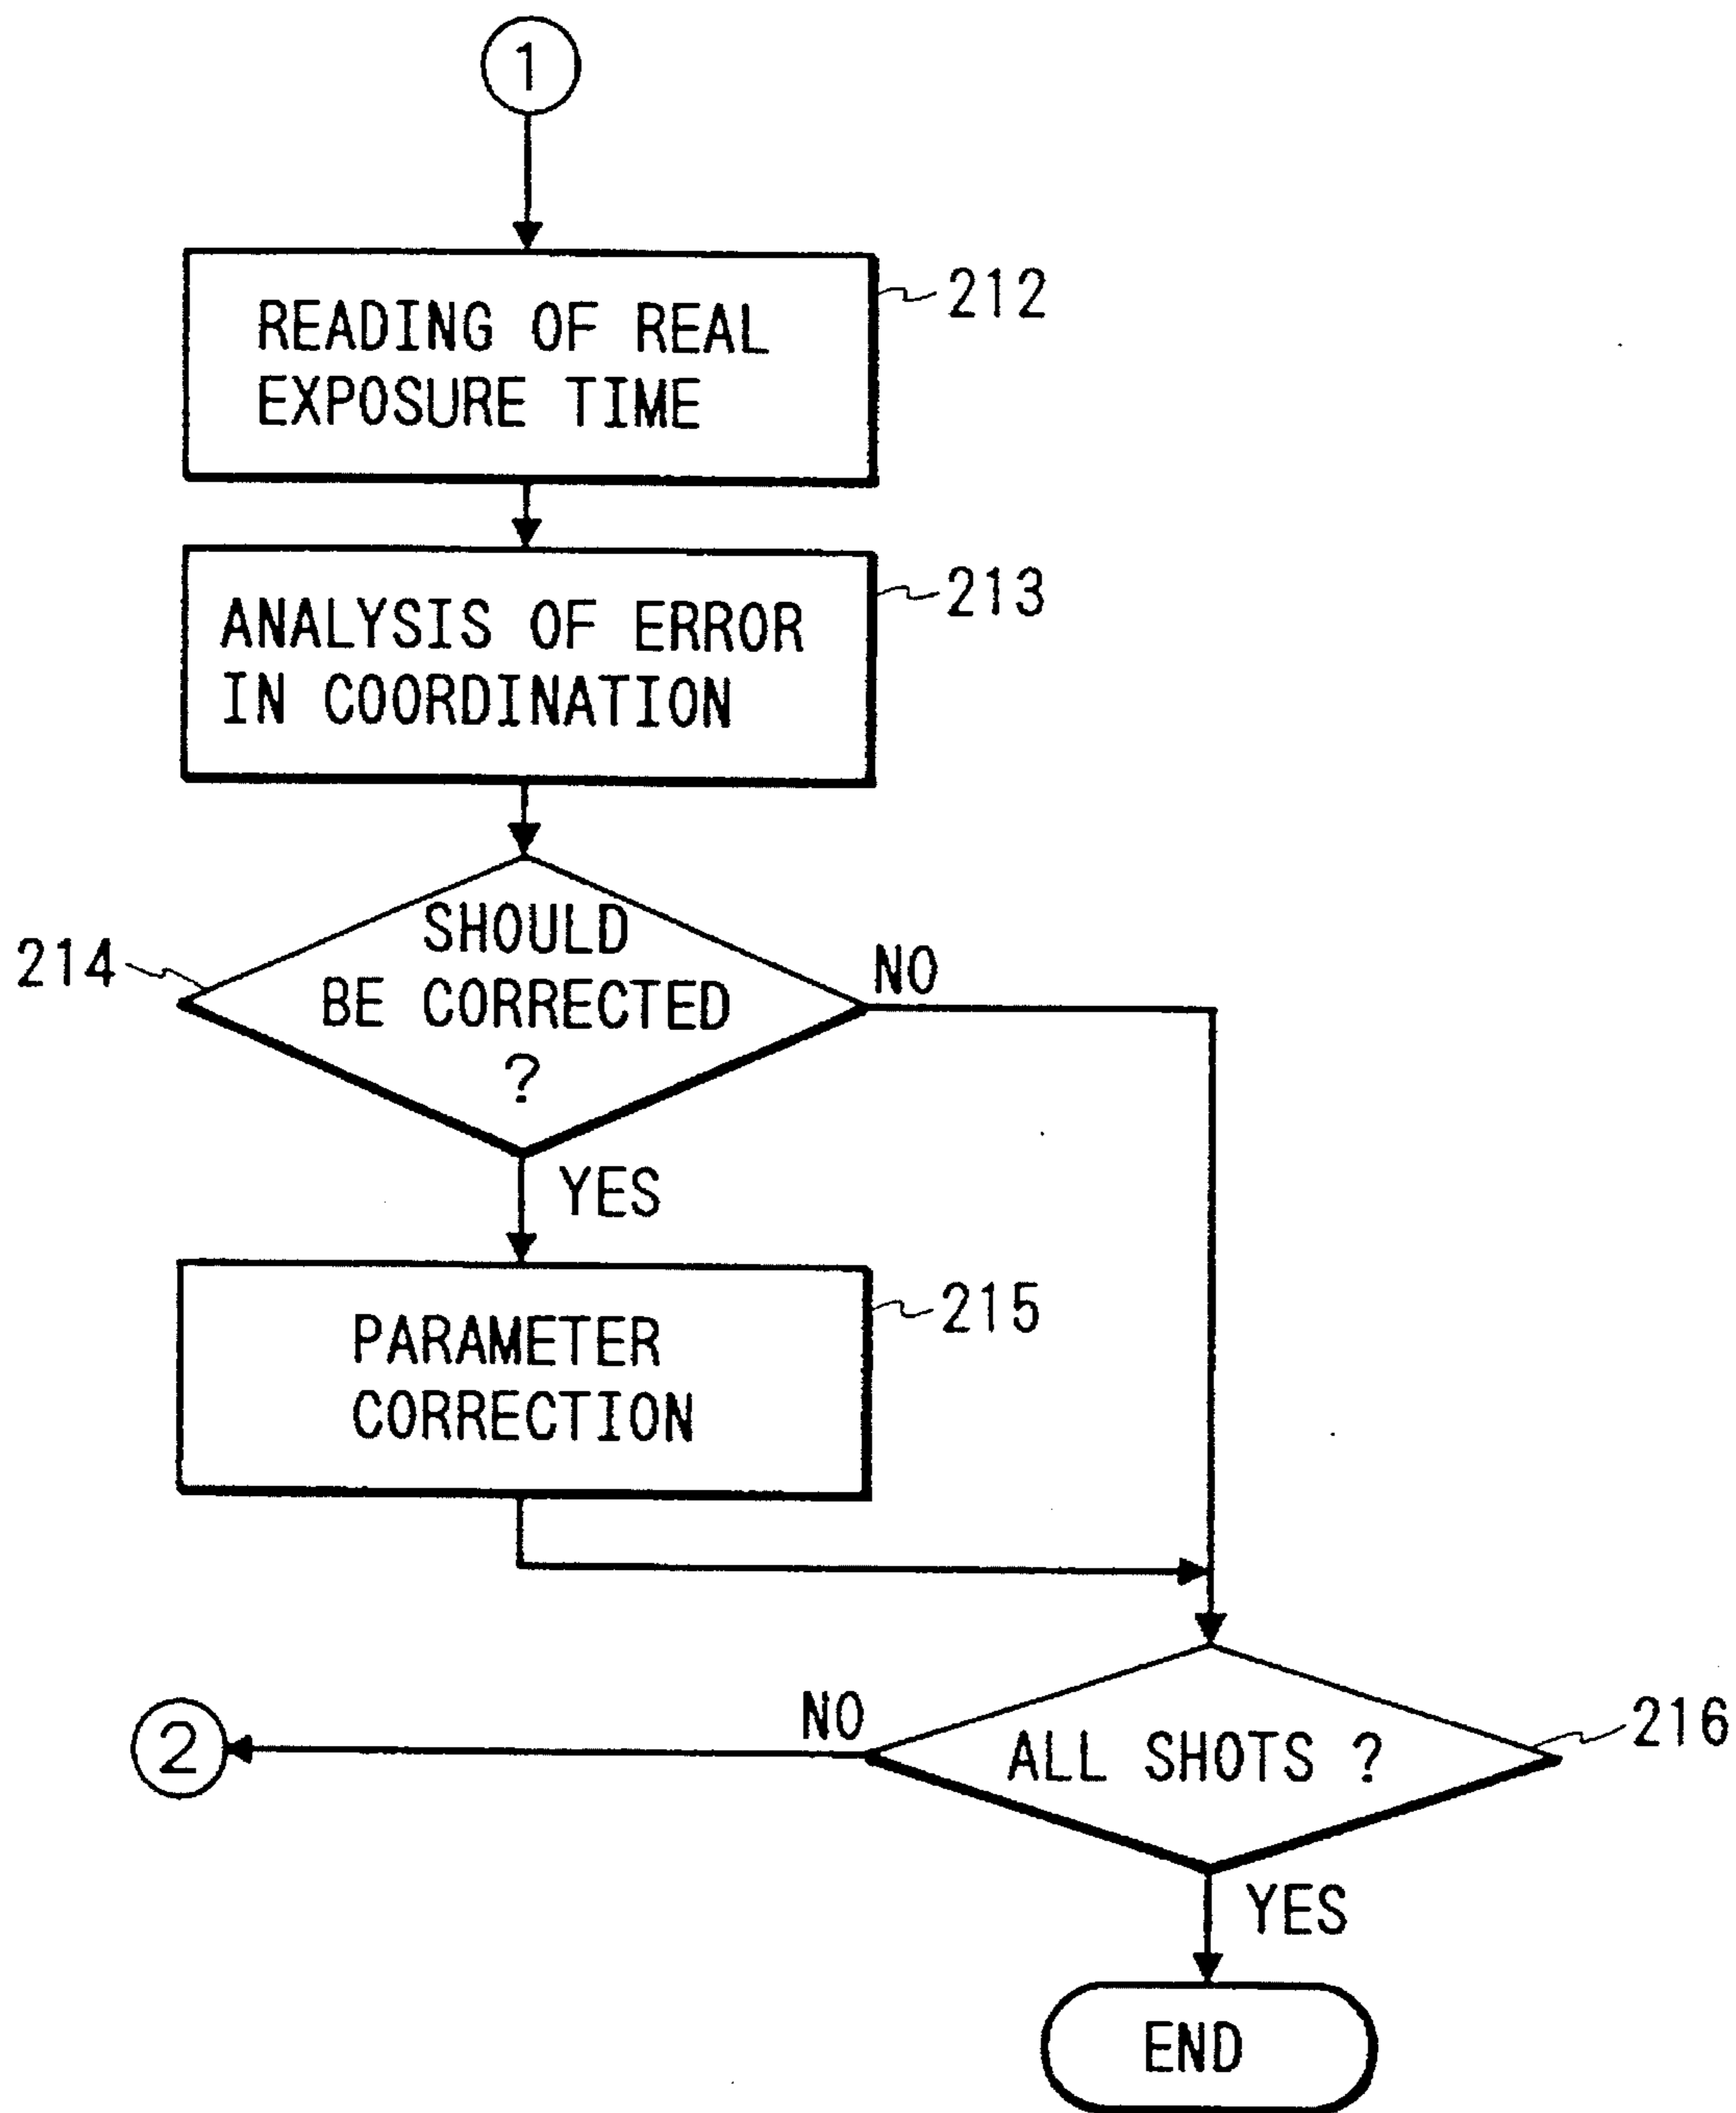 1
READING OF REAL
EXPOSURE TIME
212
ANALYSIS OF ERROR
IN COORDINATION
213
SHOULD
BE CORRECTED
?
214
NO
YES
PARAMETER
CORRECTION
215
ALL SHOTS ?
216
NO
2
YES
END